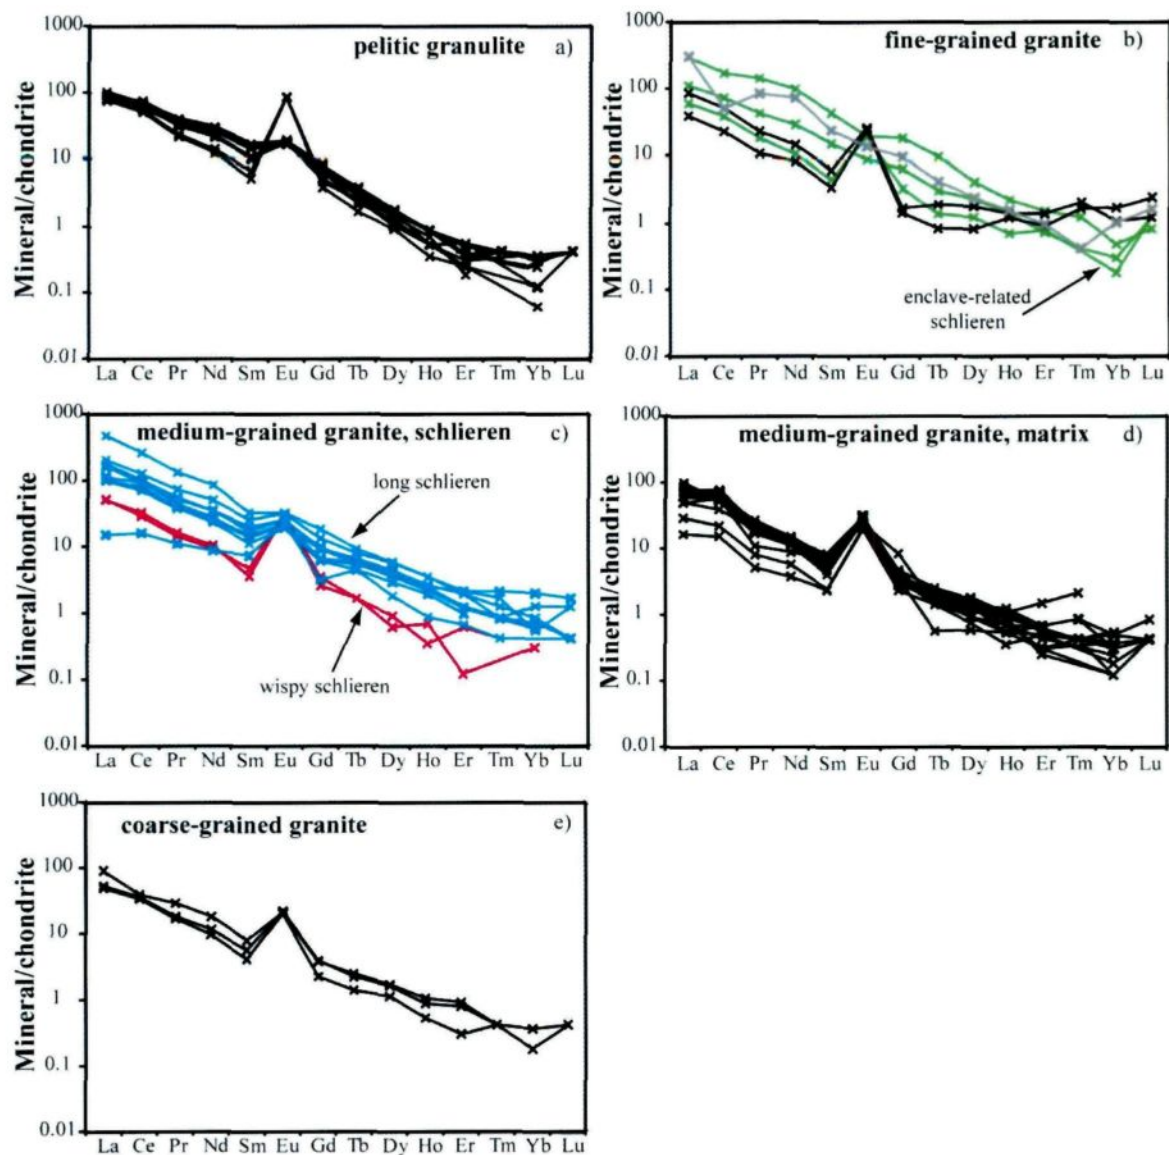 pelitic granulite a)
Mineral/chondrite
1000
100
10
1
0.1
0.01
La Ce Pr Nd Sm Eu Gd Tb Dy Ho Er Tm Yb Lu
fine-grained granite b)
Mineral/chondrite
1000
100
10
1
0.1
0.01
enclave-related
schlieren
La Ce Pr Nd Sm Eu Gd Tb Dy Ho Er Tm Yb Lu
medium-grained granite, schlieren c)
Mineral/chondrite
1000
100
10
1
0.1
0.01
long schlieren
wispy schlieren
La Ce Pr Nd Sm Eu Gd Tb Dy Ho Er Tm Yb Lu
medium-grained granite, matrix d)
Mineral/chondrite
1000
100
10
1
0.1
0.01
La Ce Pr Nd Sm Eu Gd Tb Dy Ho Er Tm Yb Lu
coarse-grained granite e)
Mineral/chondrite
1000
100
10
1
0.1
0.01
La Ce Pr Nd Sm Eu Gd Tb Dy Ho Er Tm Yb Lu